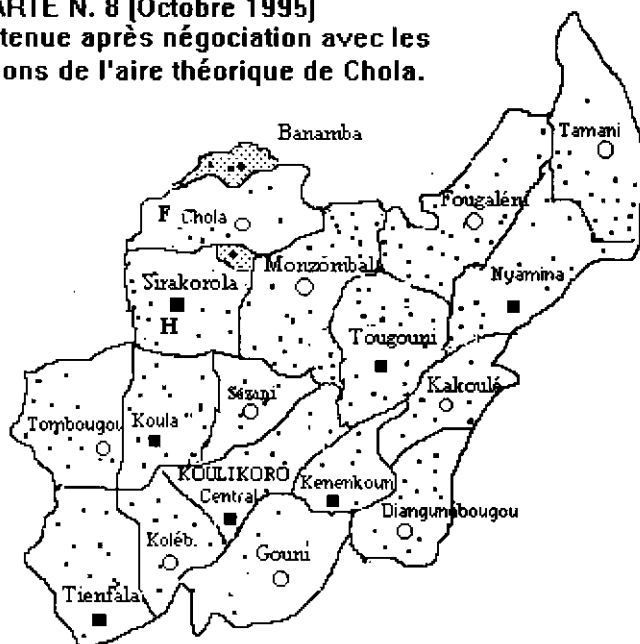 ARTE N. 8 (Octobre 1995)
tenue après négociation avec les
ons de l'aire théorique de Chola.
Banamba
Tamani
Fougaléni
F Chola
Monzombala
Nyamina
Sirakorola
H
Tougouni
Kakoulé
Sézani
Tombougou
Koula
KOULIKORO
Central
Kenenkoun
Diangunébougou
Koléb.
Gouni
Tienfala